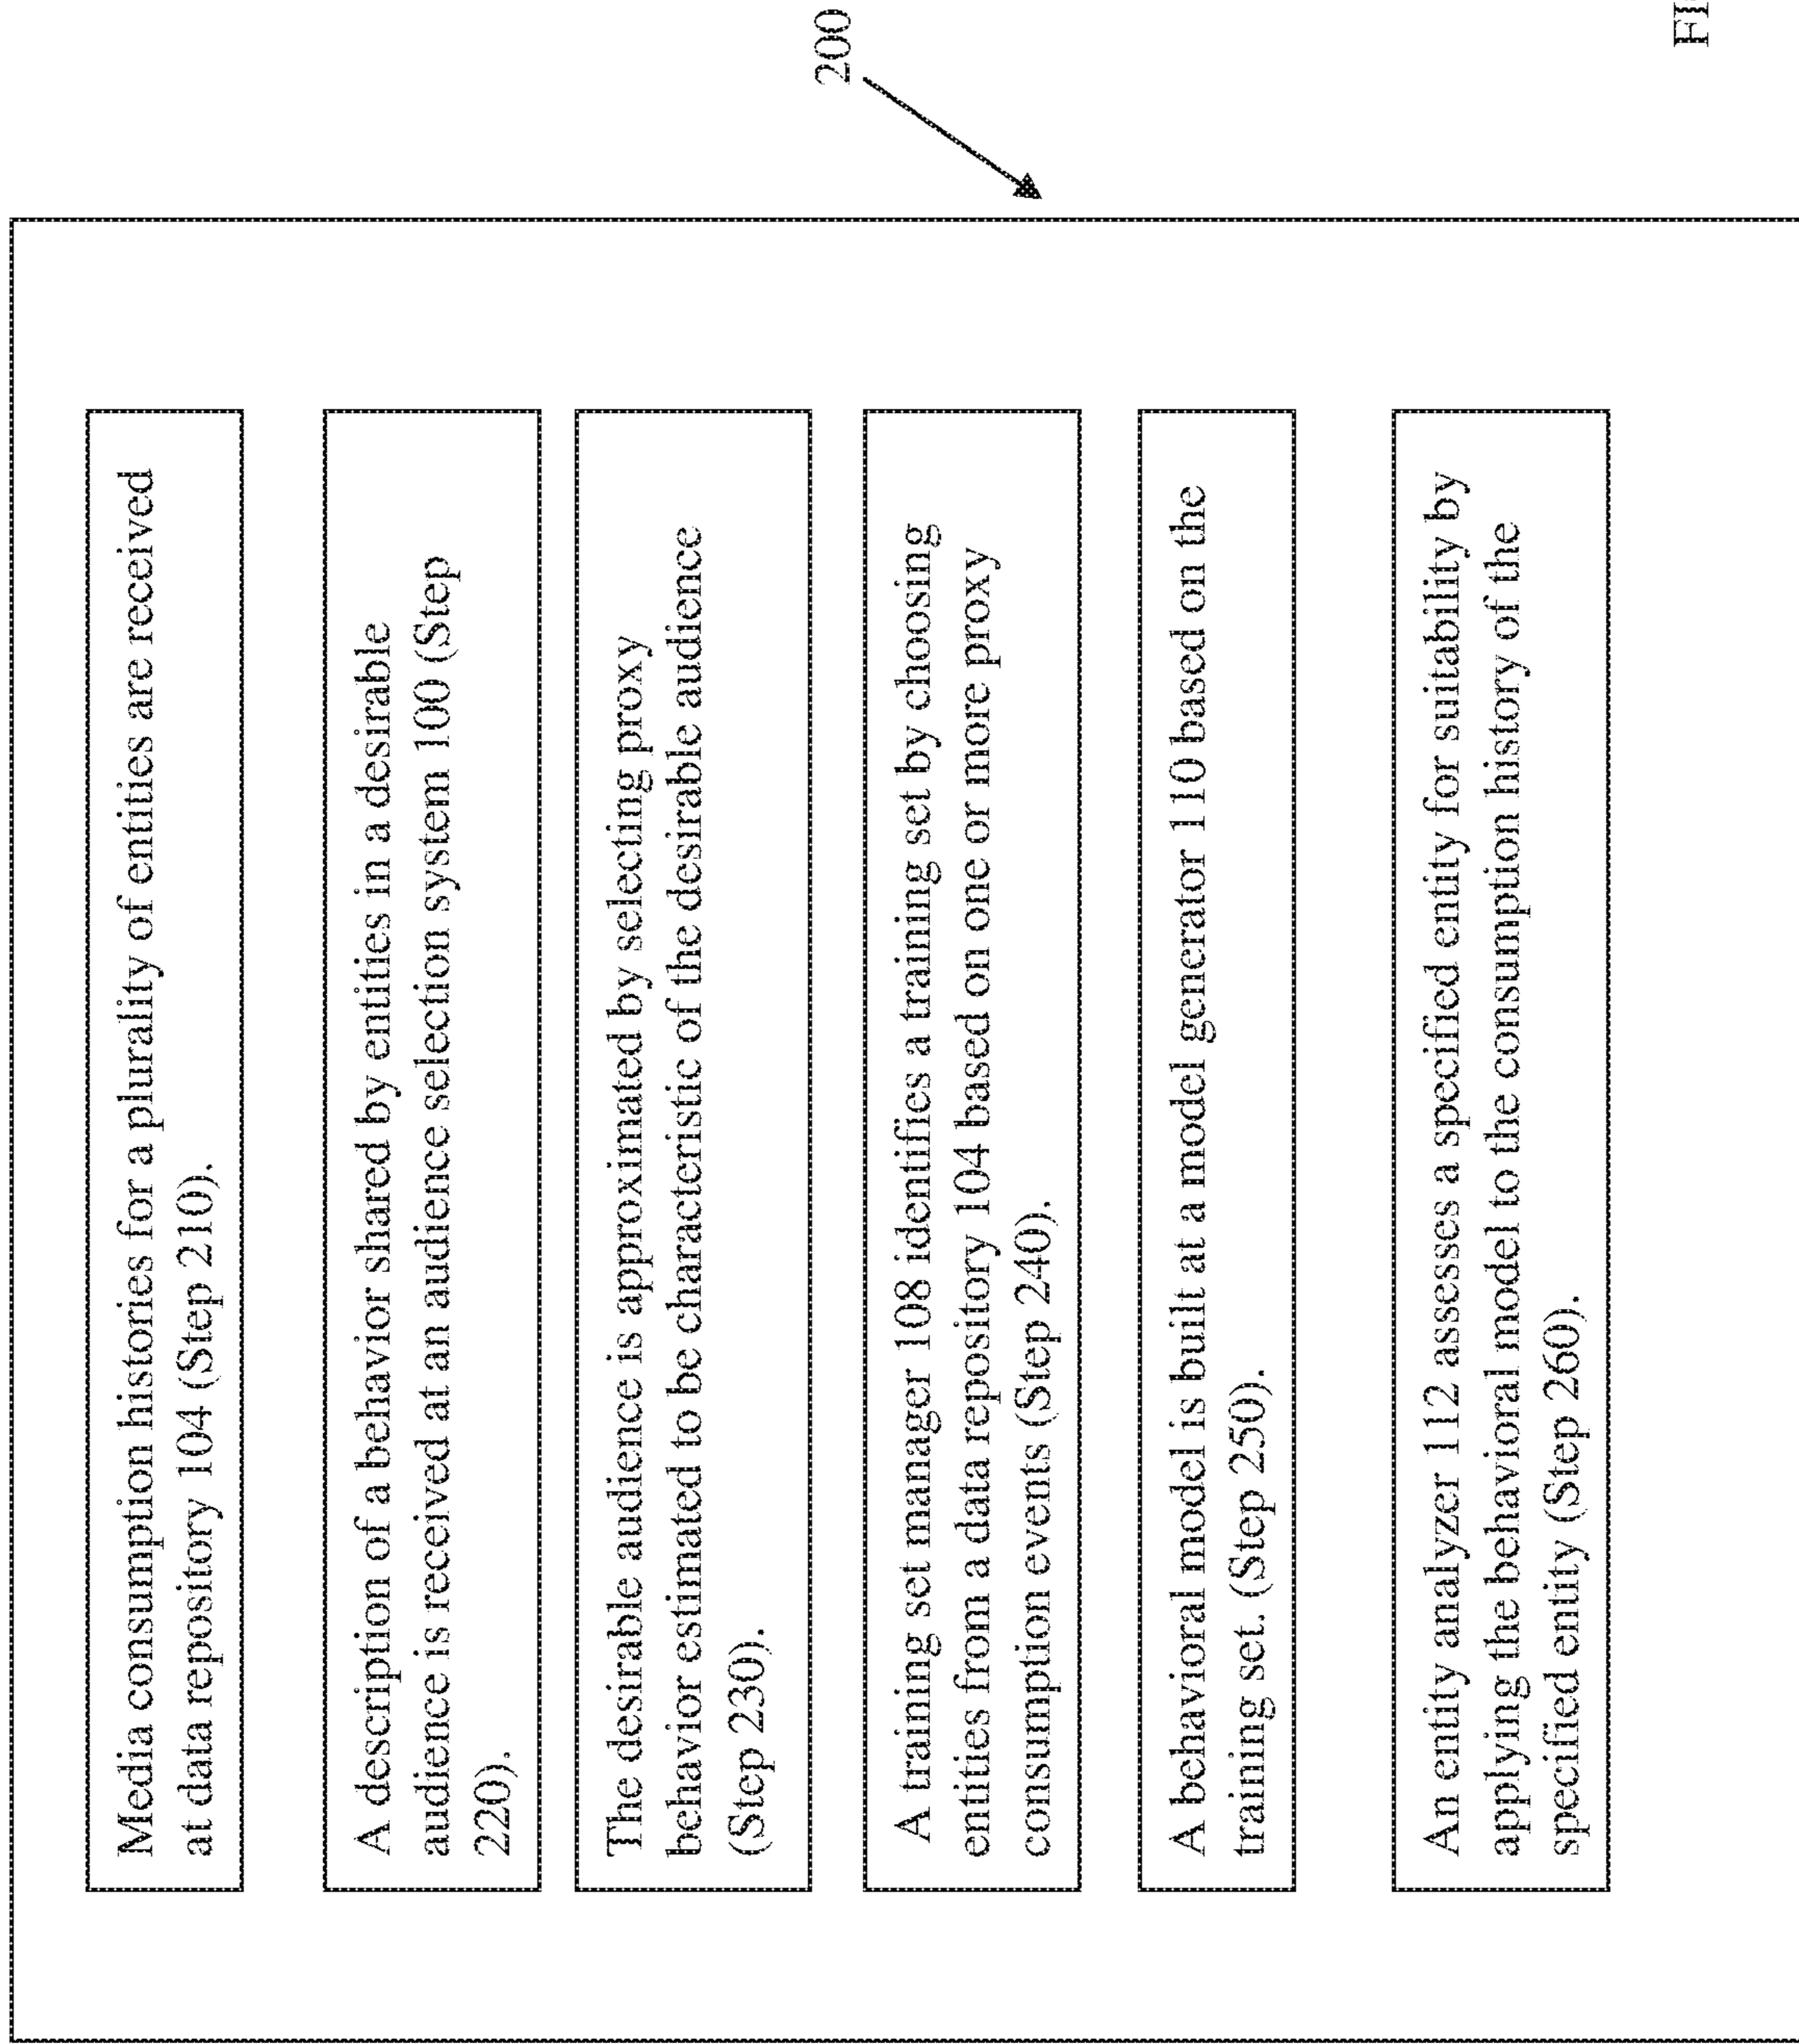 Media consumption histories for a plurality of entities are received
at data repository 104 (Step 210).
A description of a behavior shared by entities in a desirable
audience is received at an audience selection system 100 (Step
220).
The desirable audience is approximated by selecting proxy
behavior estimated to be characteristic of the desirable audience
(Step 230).
A training set manager 108 identifies a training set by choosing
entities from a data repository 104 based on one or more proxy
consumption events (Step 240).
A behavioral model is built at a model generator 110 based on the
training set. (Step 250).
An entity analyzer 112 assesses a specified entity for suitability by
applying the behavioral model to the consumption history of the
specified entity (Step 260).
200